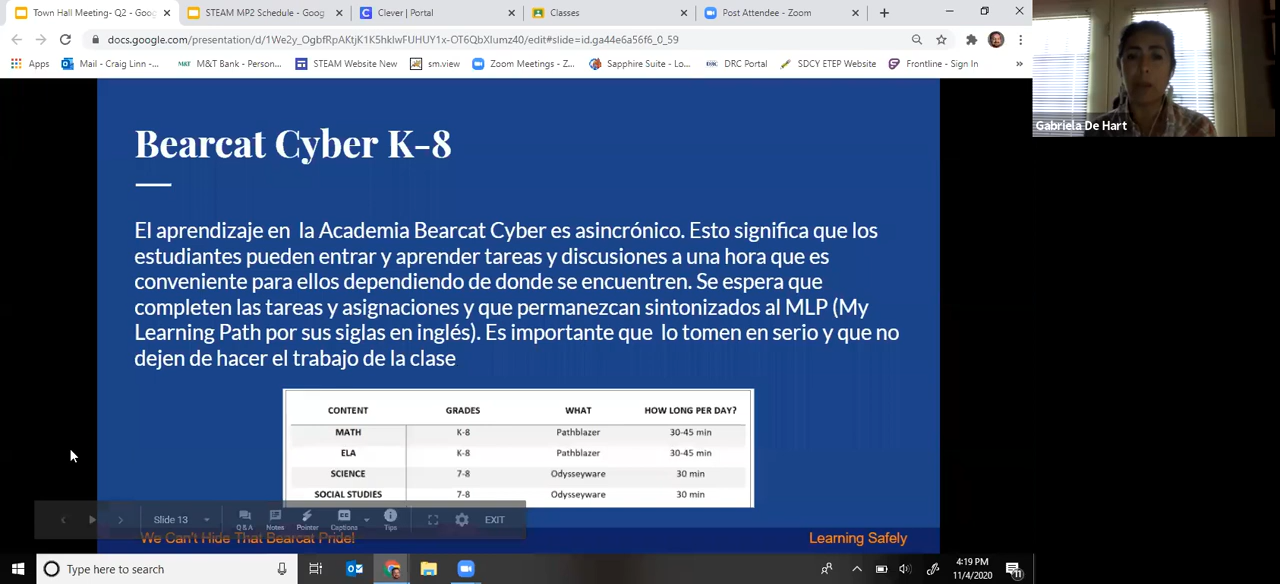 Town Hall Meeting- Q2 - Goog
STEAM MP2 Schedule - Goog
Clever | Portal
Classes
Post Attendee - Zoom
docs.google.com/presentation/d/1We2y_OgbfRpAKtjK1K5hkIwFUHUY1x-OT6QbXIumz40/edit#slide=id.ga44e6a56f6_0_59
Apps
Mail - Craig Linn -...
M&T Bank - Person...
STEAM Website New
sm.view
Zoom Meetings - Z...
Sapphire Suite - Lo...
DRC Portal
SDCY ETEP Website
Frontline - Sign In
Gabriela De Hart
Bearcat Cyber K-8
El aprendizaje en la Academia Bearcat Cyber es asincrónico. Esto significa que los
estudiantes pueden entrar y aprender tareas y discusiones a una hora que es
conveniente para ellos dependiendo de donde se encuentren. Se espera que
completen las tareas y asignaciones y que permanezcan sintonizados al MLP (My
Learning Path por sus siglas en inglés). Es importante que lo tomen en serio y que no
dejen de hacer el trabajo de la clase
CONTENT GRADES WHAT HOW LONG PER DAY?
MATH K-8 Pathblazer 30-45 min
ELA K-8 Pathblazer 30-45 min
SCIENCE 7-8 Odysseyware 30 min
SOCIAL STUDIES 7-8 Odysseyware 30 min
Slide 13
Q & A
Notes
Pointer
Captions
Tips
EXIT
We Can't Hide That Bearcat Pride!
Learning Safely
Type here to search
4:19 PM
11/4/2020